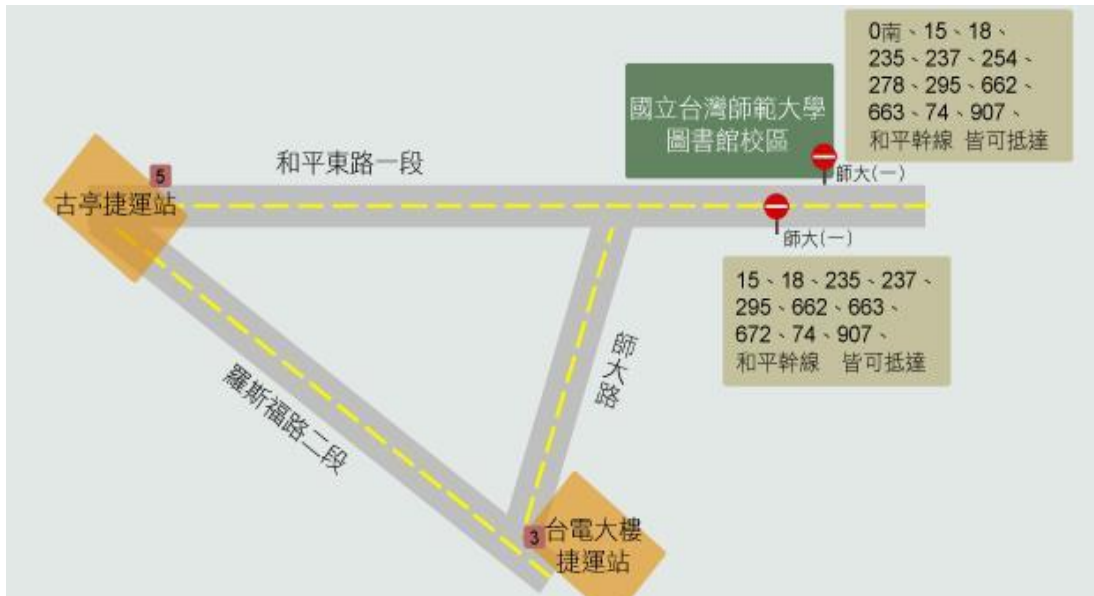 0南、15、18、
235、237、254、
278、295、662、
663、74、907、
和平幹線 皆可抵達
國立台灣師範大學
圖書館校區
和平東路一段
5
古亭捷運站
師大(一)
師大(一)
15、18、235、237、
295、662、663、
672、74、907、
和平幹線 皆可抵達
師大路
羅斯福路二段
3
台電大樓
捷運站